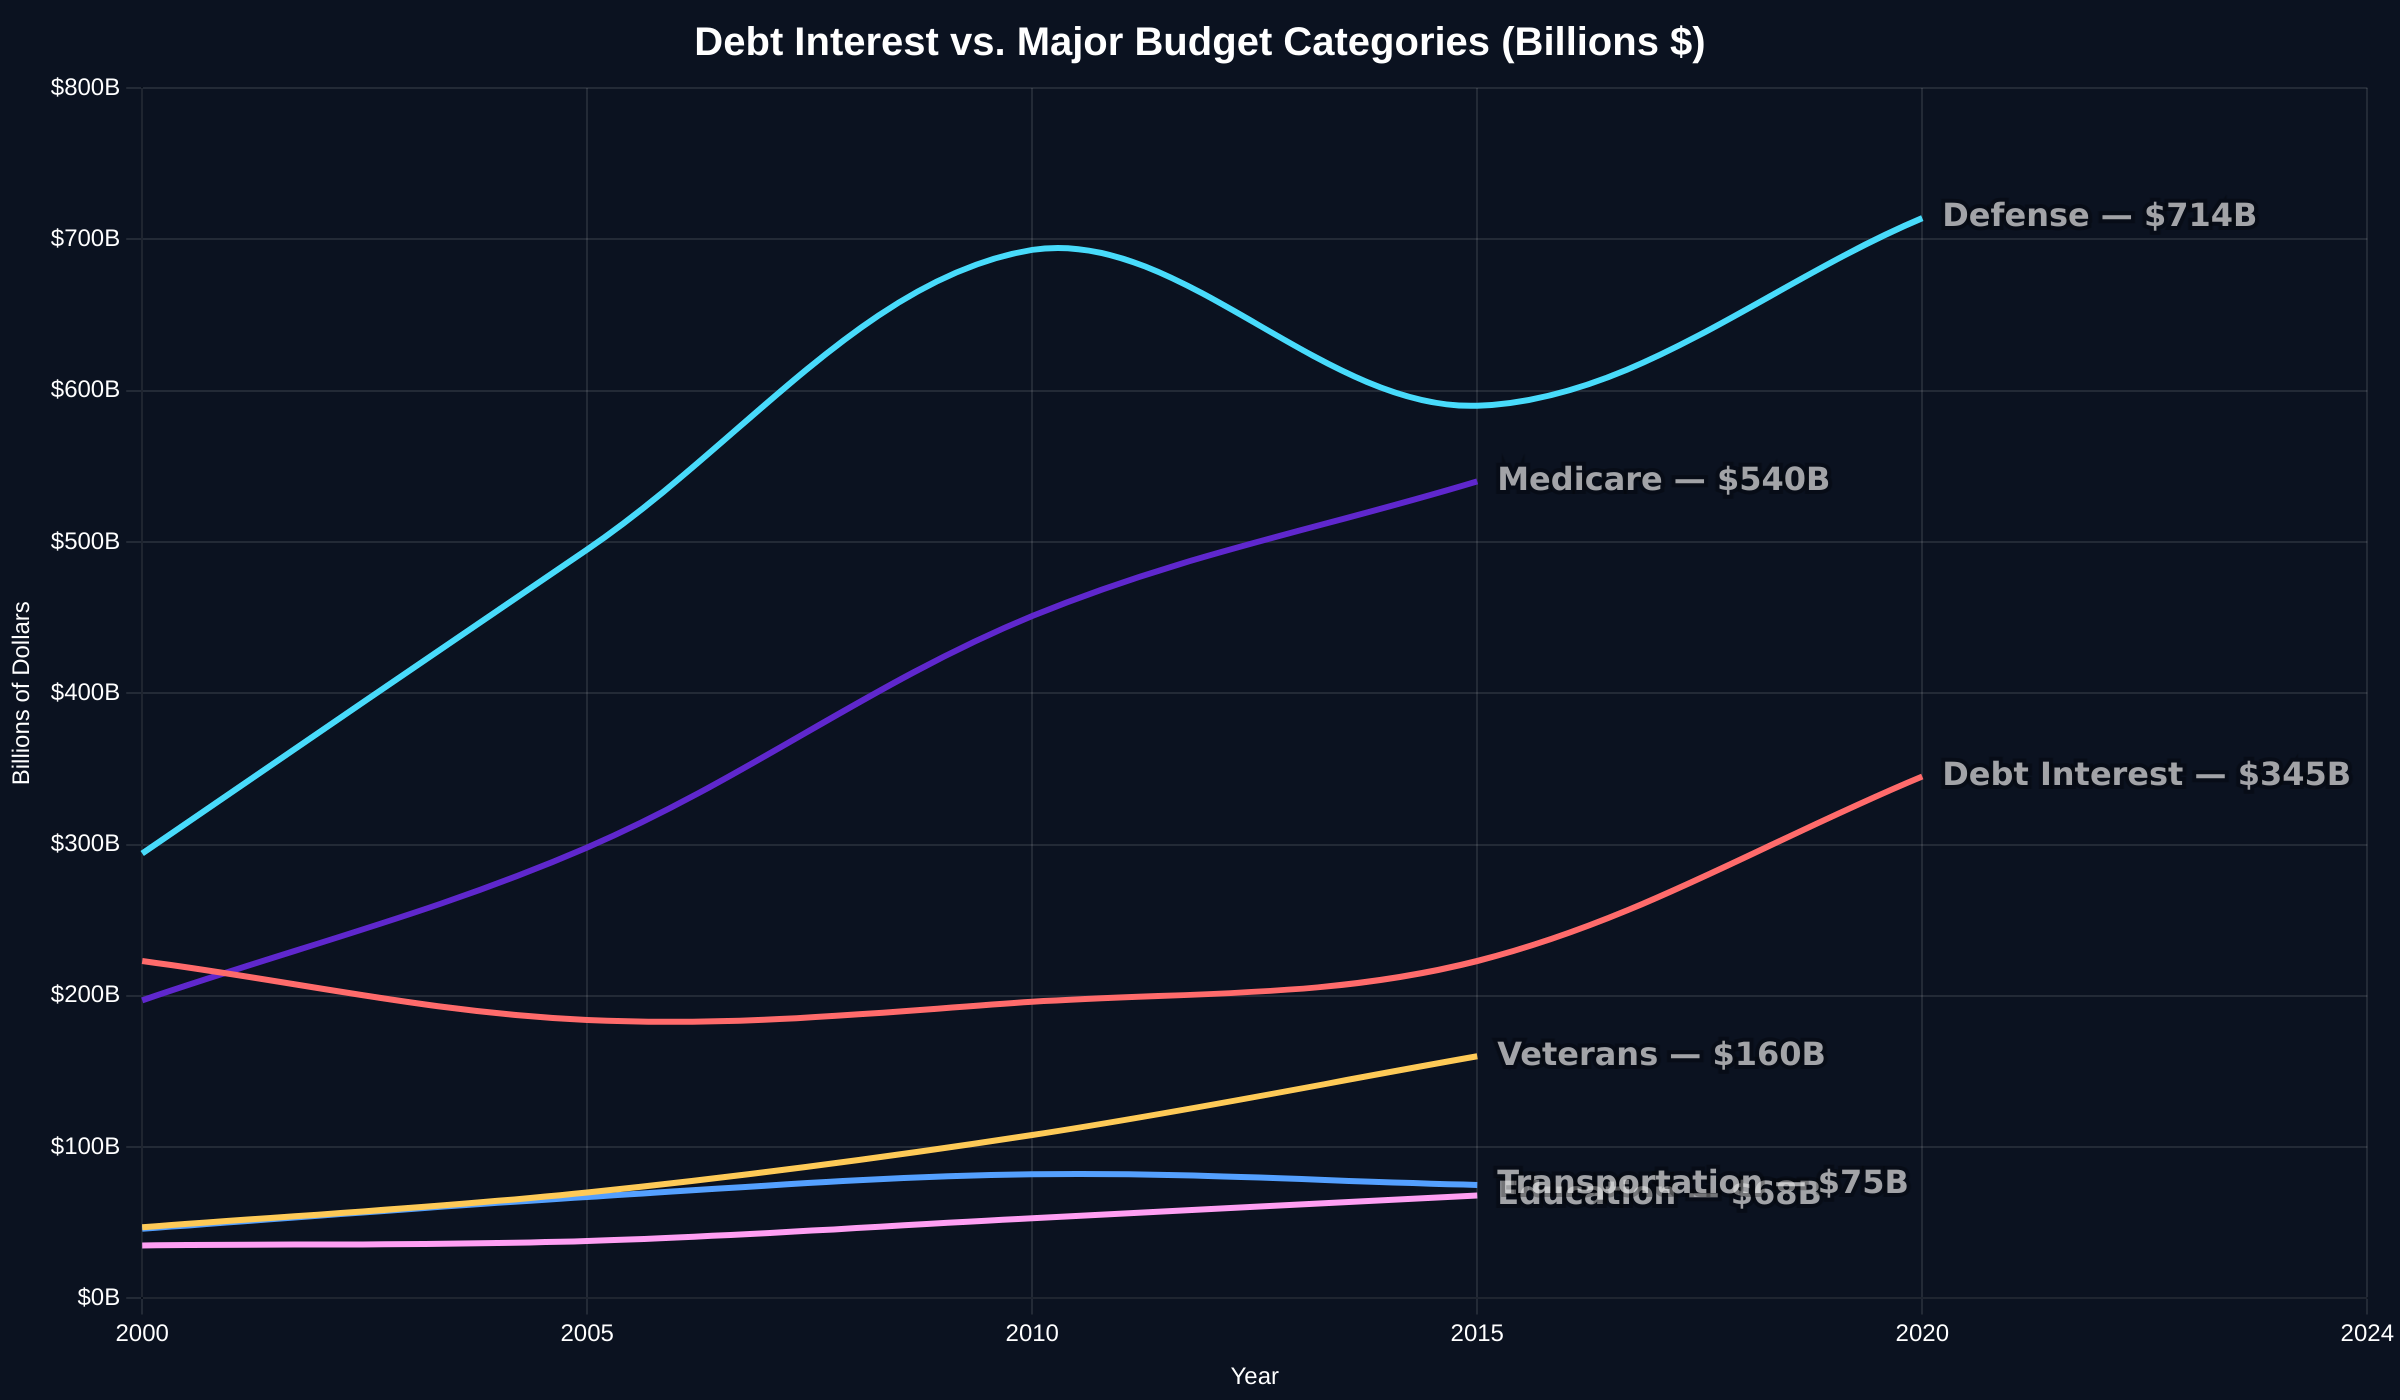 Debt Interest vs. Major Budget Categories (Billions $)
$800B
$700B
$600B
$500B
$400B
$300B
$200B
$100B
$0B
Billions of Dollars
Defense — $714B
Medicare — $540B
Debt Interest — $345B
Veterans — $160B
Transportation — $75B
Education — $68B
2000
2005
2010
2015
2020
2024
Year